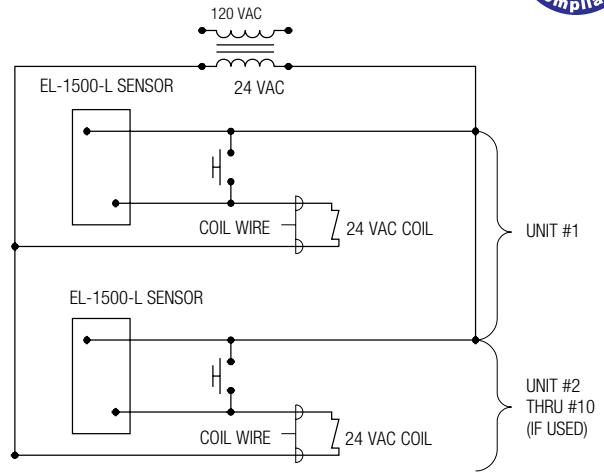 120 VAC
EL-1500-L SENSOR
24 VAC
COIL WIRE
24 VAC COIL
UNIT #1
EL-1500-L SENSOR
UNIT #2
THRU #10
(IF USED)
COIL WIRE
24 VAC COIL